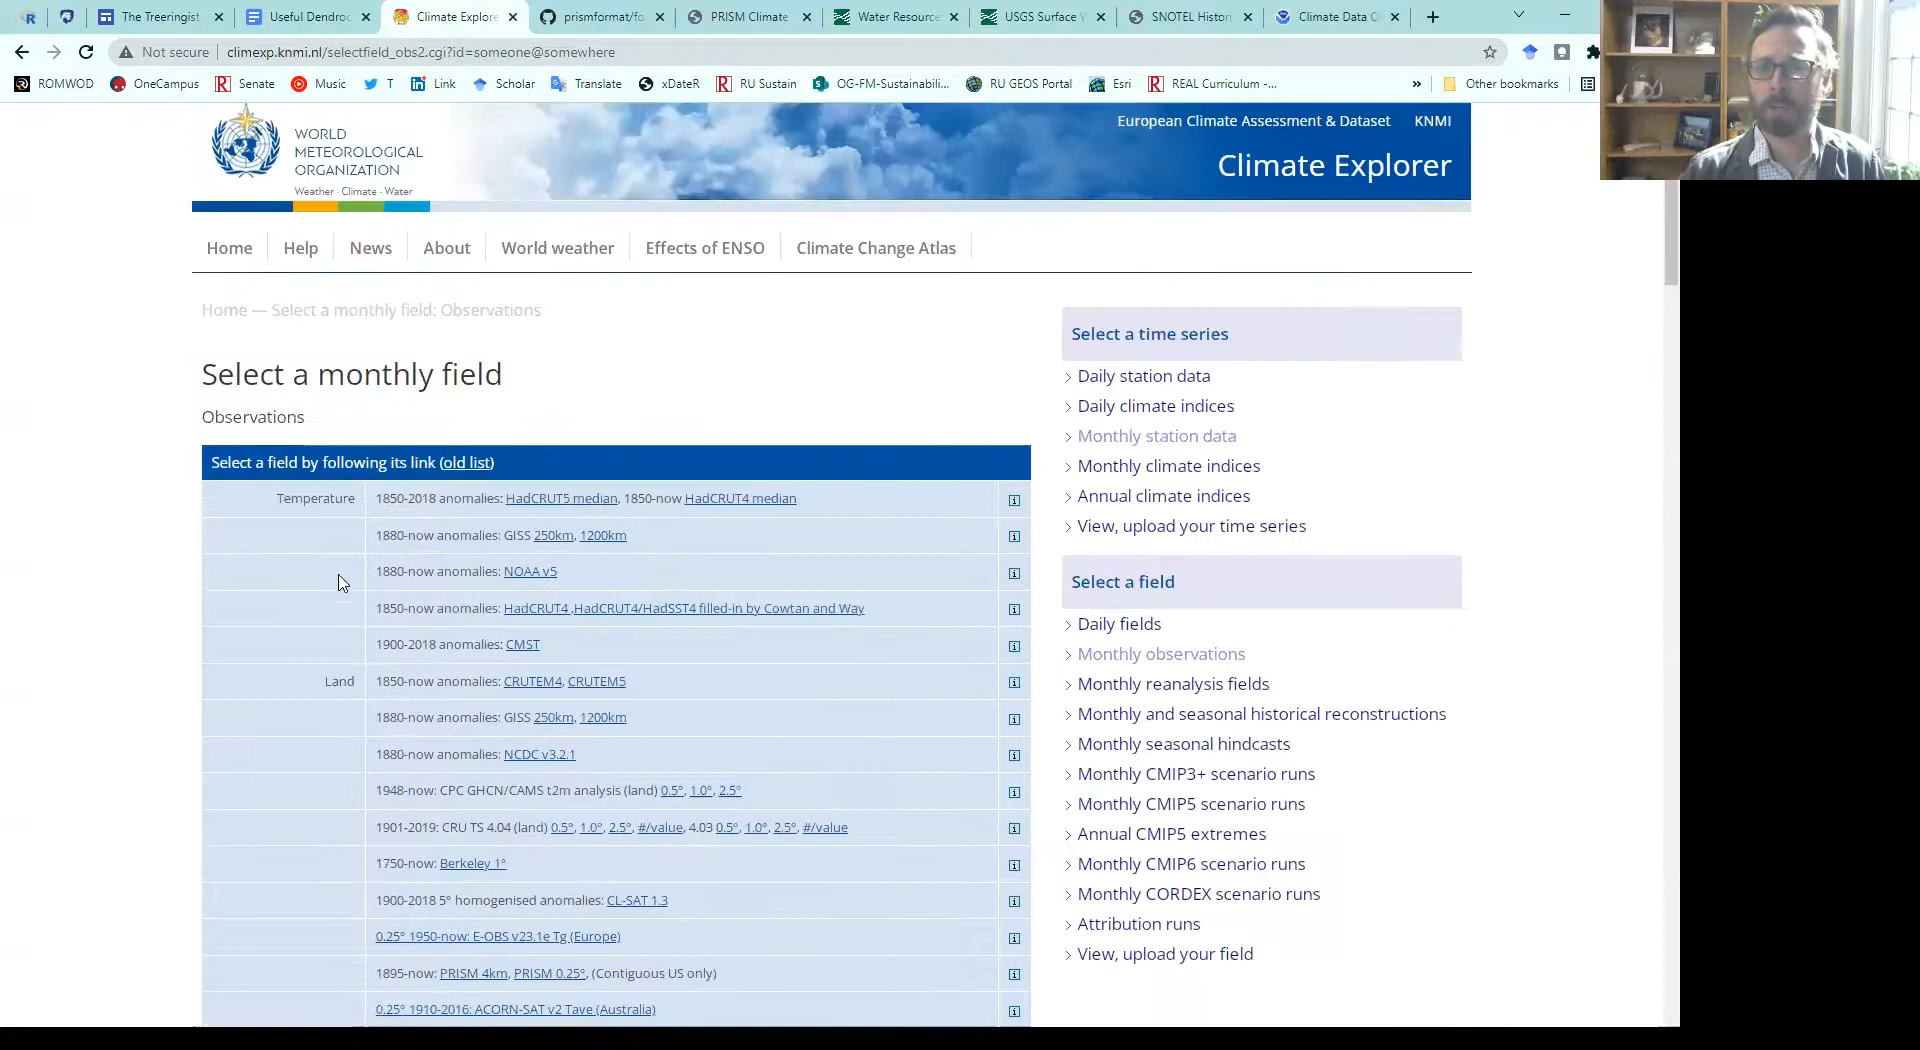 The Treeringist
Useful Dendroc
Climate Explore
prismformat/fo
PRISM Climate
Water Resource
USGS Surface V
SNOTEL Histori
Climate Data O
Not secure
climexp.knmi.nl/selectfield_obs2.cgi?id=someone@somewhere
ROMWOD
OneCampus
Senate
Music
T
Link
Scholar
Translate
xDateR
RU Sustain
OG-FM-Sustainabili...
RU GEOS Portal
Esri
REAL Curriculum -...
»
Other bookmarks
WORLD
METEOROLOGICAL
ORGANIZATION
Weather · Climate · Water
European Climate Assessment & Dataset KNMI
Climate Explorer
Home
Help
News
About
World weather
Effects of ENSO
Climate Change Atlas
Home — Select a monthly field: Observations
Select a monthly field
Observations
Select a field by following its link (old list)
Temperature 1850-2018 anomalies: HadCRUT5 median, 1850-now HadCRUT4 median
1880-now anomalies: GISS 250km, 1200km
1880-now anomalies: NOAA v5
1850-now anomalies: HadCRUT4 ,HadCRUT4/HadSST4 filled-in by Cowtan and Way
1900-2018 anomalies: CMST
Land 1850-now anomalies: CRUTEM4, CRUTEM5
1880-now anomalies: GISS 250km, 1200km
1880-now anomalies: NCDC v3.2.1
1948-now: CPC GHCN/CAMS t2m analysis (land) 0.5°, 1.0°, 2.5°
1901-2019: CRU TS 4.04 (land) 0.5°, 1.0°, 2.5°, #/value, 4.03 0.5°, 1.0°, 2.5°, #/value
1750-now: Berkeley 1°
1900-2018 5° homogenised anomalies: CL-SAT 1.3
0.25° 1950-now: E-OBS v23.1e Tg (Europe)
1895-now: PRISM 4km, PRISM 0.25°, (Contiguous US only)
0.25° 1910-2016: ACORN-SAT v2 Tave (Australia)
Select a time series
Daily station data
Daily climate indices
Monthly station data
Monthly climate indices
Annual climate indices
View, upload your time series
Select a field
Daily fields
Monthly observations
Monthly reanalysis fields
Monthly and seasonal historical reconstructions
Monthly seasonal hindcasts
Monthly CMIP3+ scenario runs
Monthly CMIP5 scenario runs
Annual CMIP5 extremes
Monthly CMIP6 scenario runs
Monthly CORDEX scenario runs
Attribution runs
View, upload your field